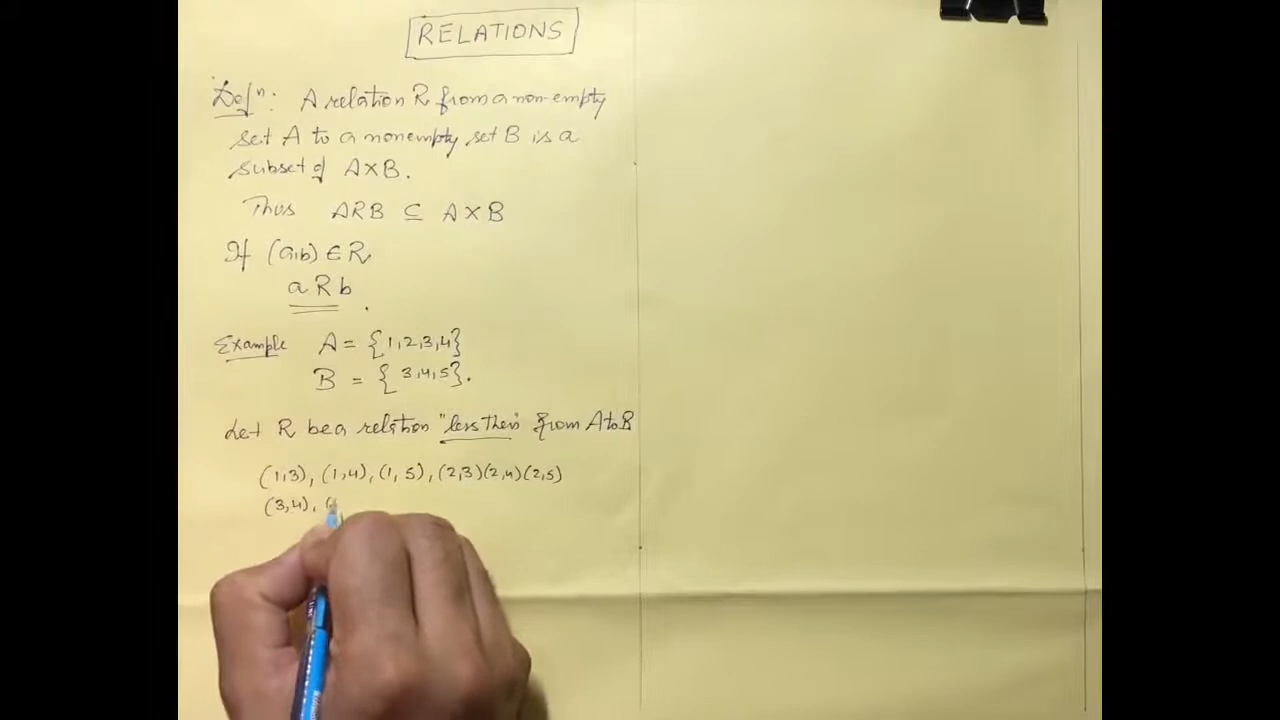 RELATIONS
Defⁿ: A relation R from a non-empty
set A to a nonempty set B is a
subset of A×B.
Thus ARB ⊆ A×B
If (a,b) ∈ R
a R b.
Example A = {1,2,3,4}
B = {3,4,5}.
Let R be a relation "less then" from A to B
(1,3), (1,4), (1,5), (2,3)(2,4)(2,5)
(3,4), (